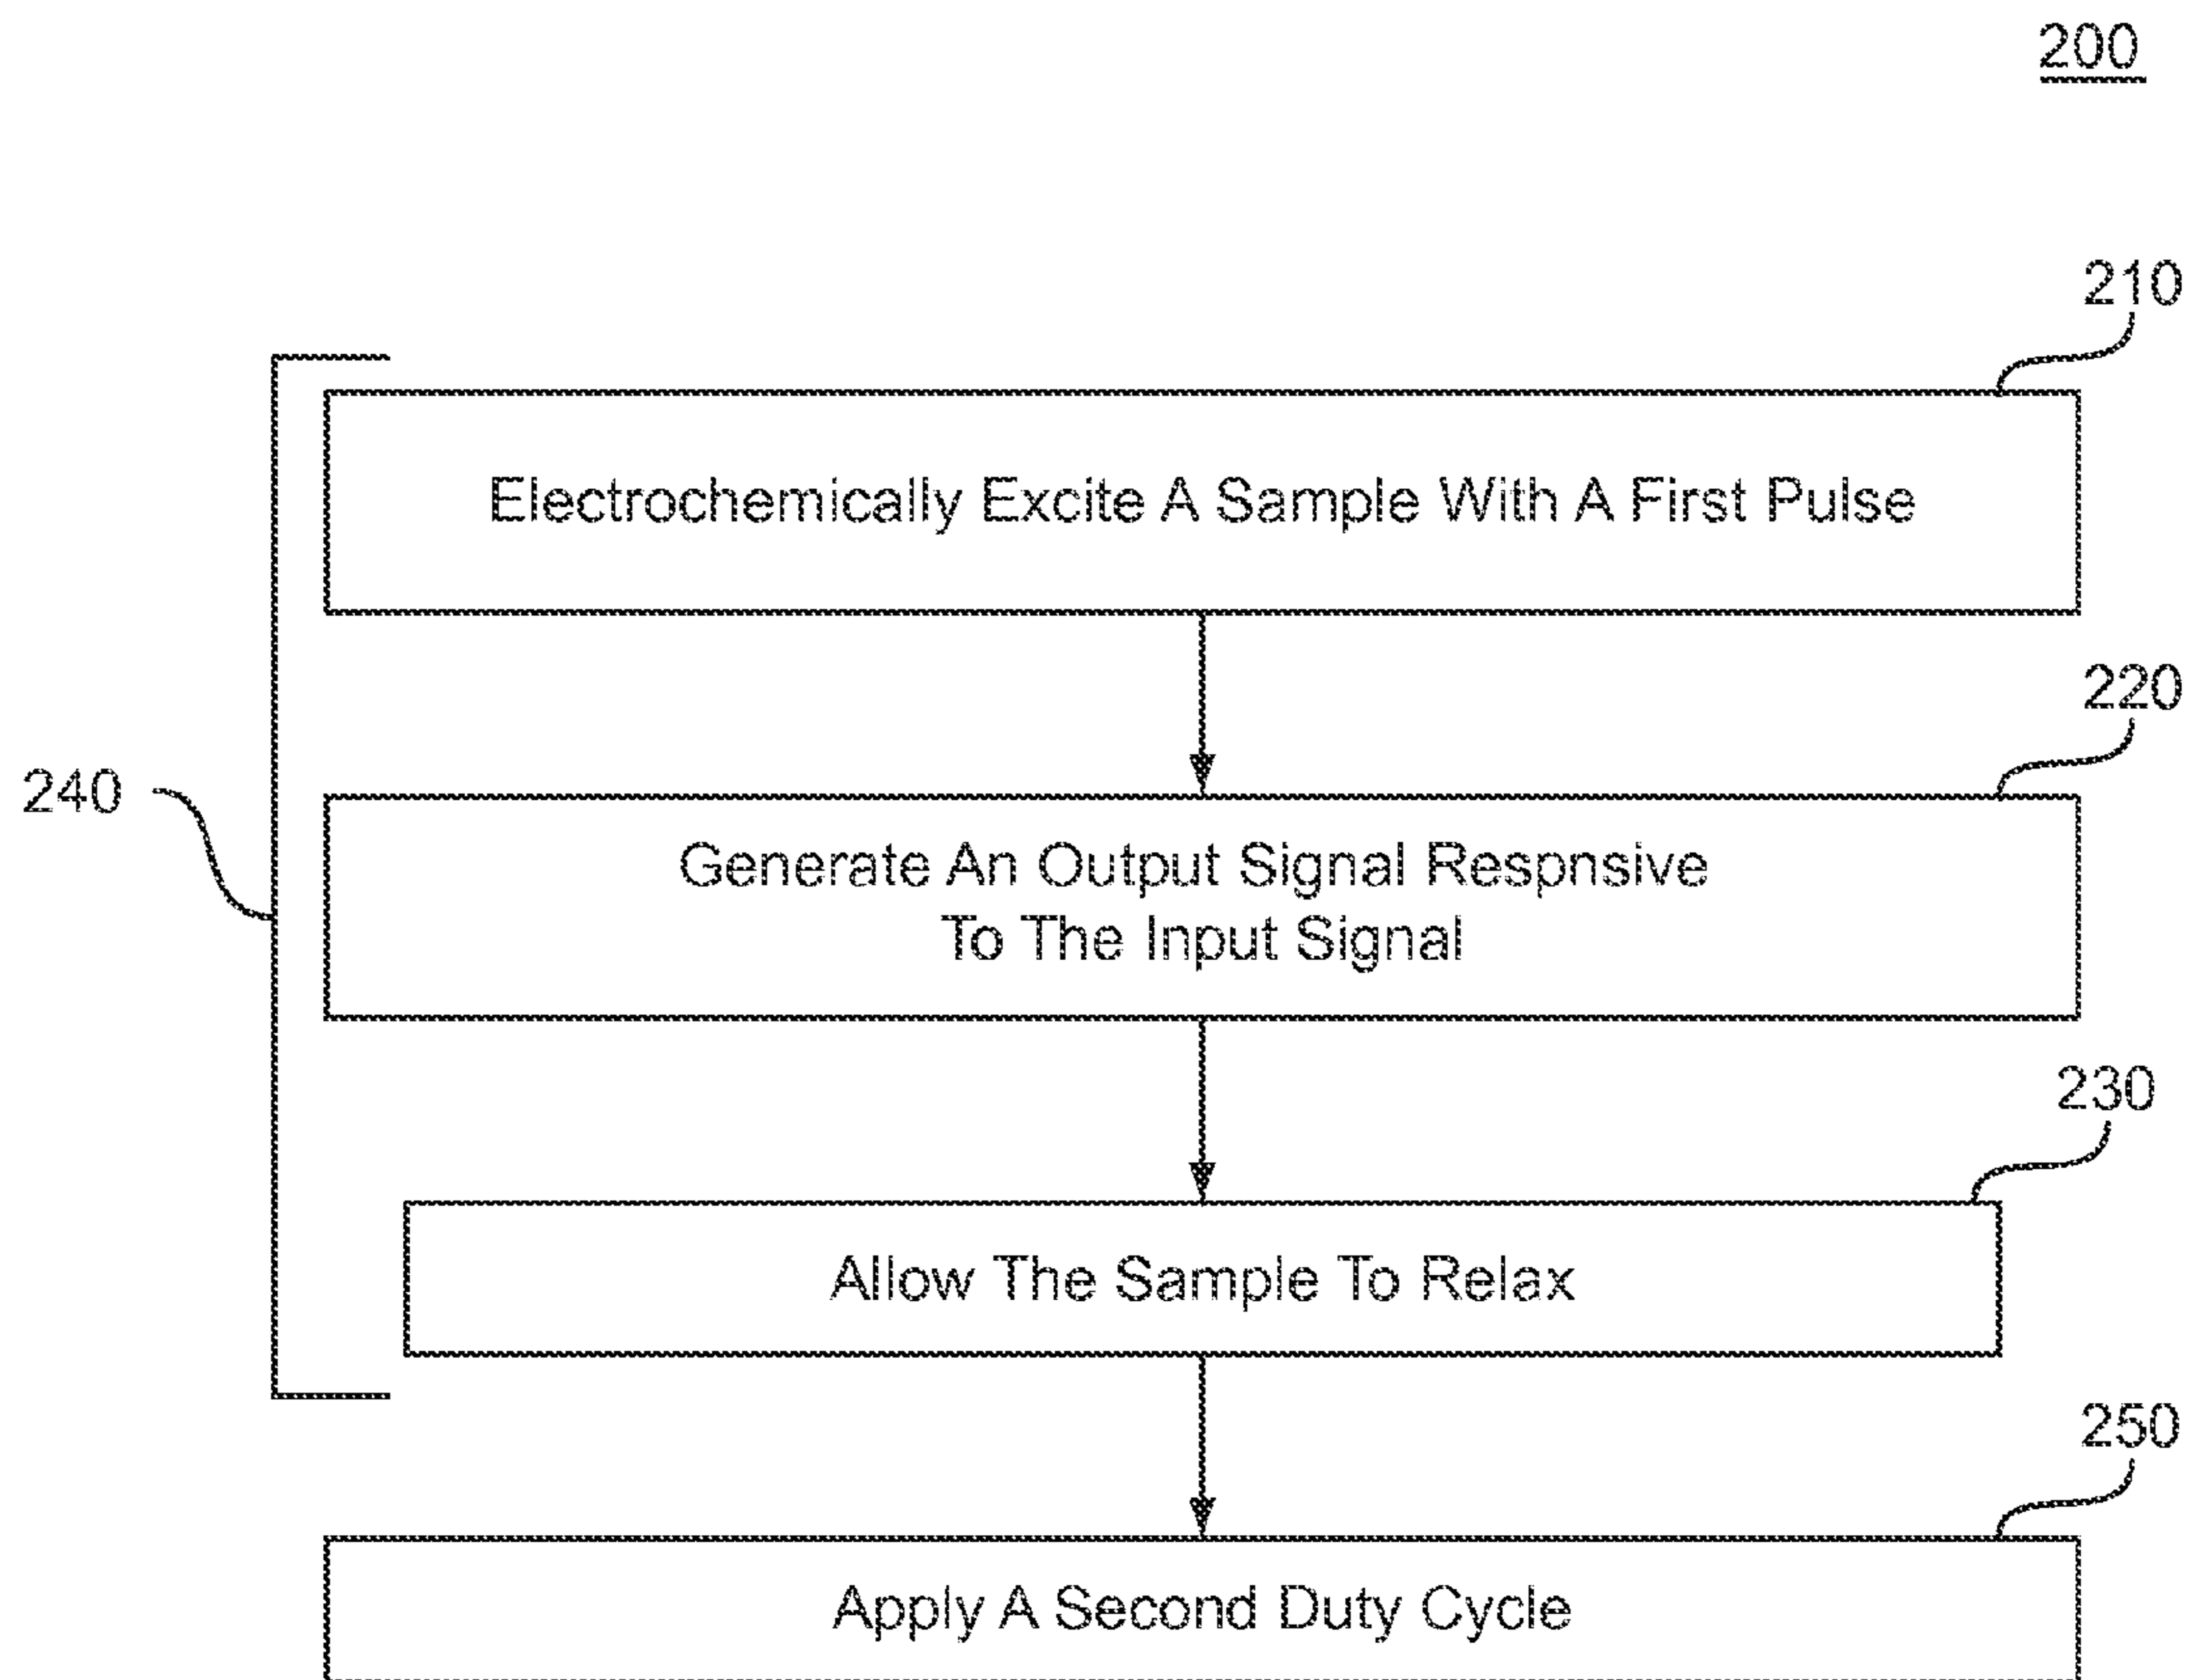 200
210
Electrochemically Excite A Sample With A First Pulse
220
240
Generate An Output Signal Respnsive
To The Input Signal
230
Allow The Sample To Relax
250
Apply A Second Duty Cycle